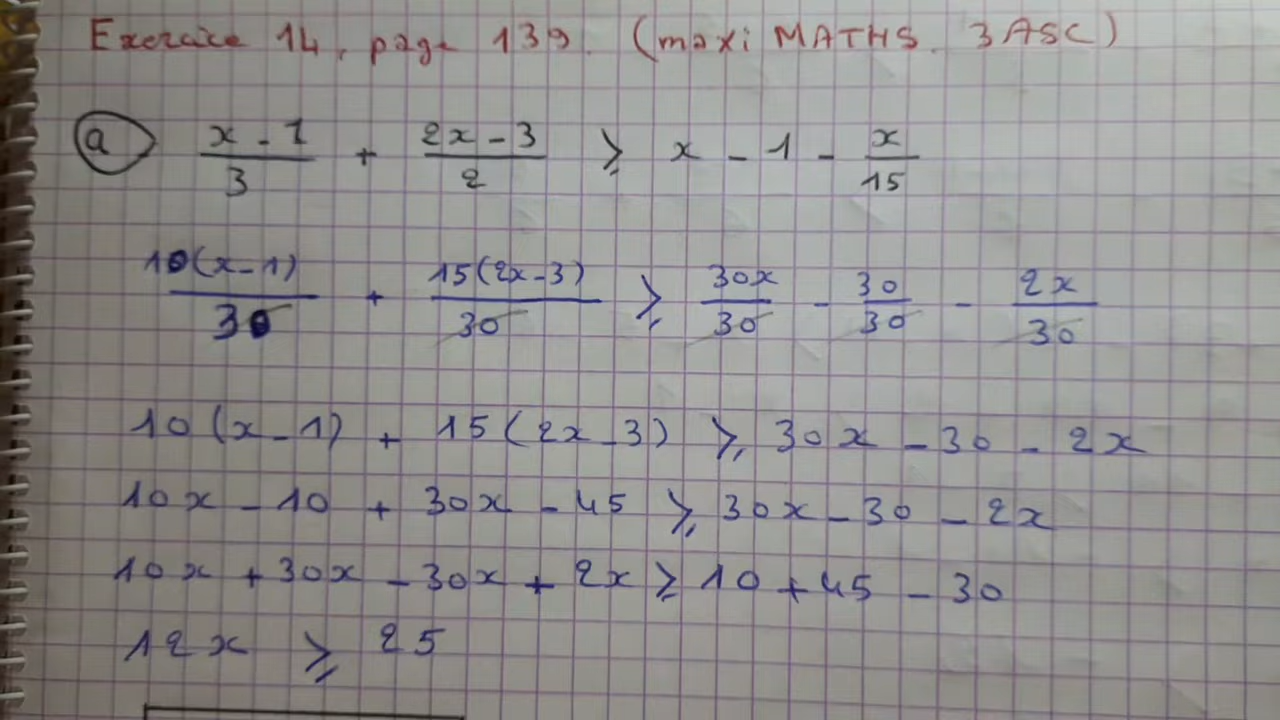 Exercice 14, page 139. (maxi MATHS. 3ASC)
a) (x - 1)/3 + (2x - 3)/2 ⩾ x - 1 - x/15
10(x-1)/30 + 15(2x-3)/30 ⩾ 30x/30 - 30/30 - 2x/30
10(x-1) + 15(2x-3) ⩾ 30x - 30 - 2x
10x - 10 + 30x - 45 ⩾ 30x - 30 - 2x
10x + 30x - 30x + 2x ⩾ 10 + 45 - 30
12x ⩾ 25